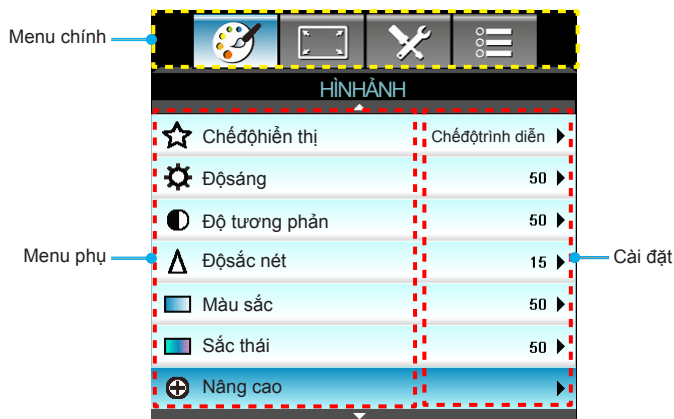 Menu chính
HÌNHẢNH
Chếđộhiển thị Chếđộtrình diễn
Độsáng 50
Độ tương phản 50
Menu phụ
Độsắc nét 15
Cài đặt
Màu sắc 50
Sắc thái 50
Nâng cao